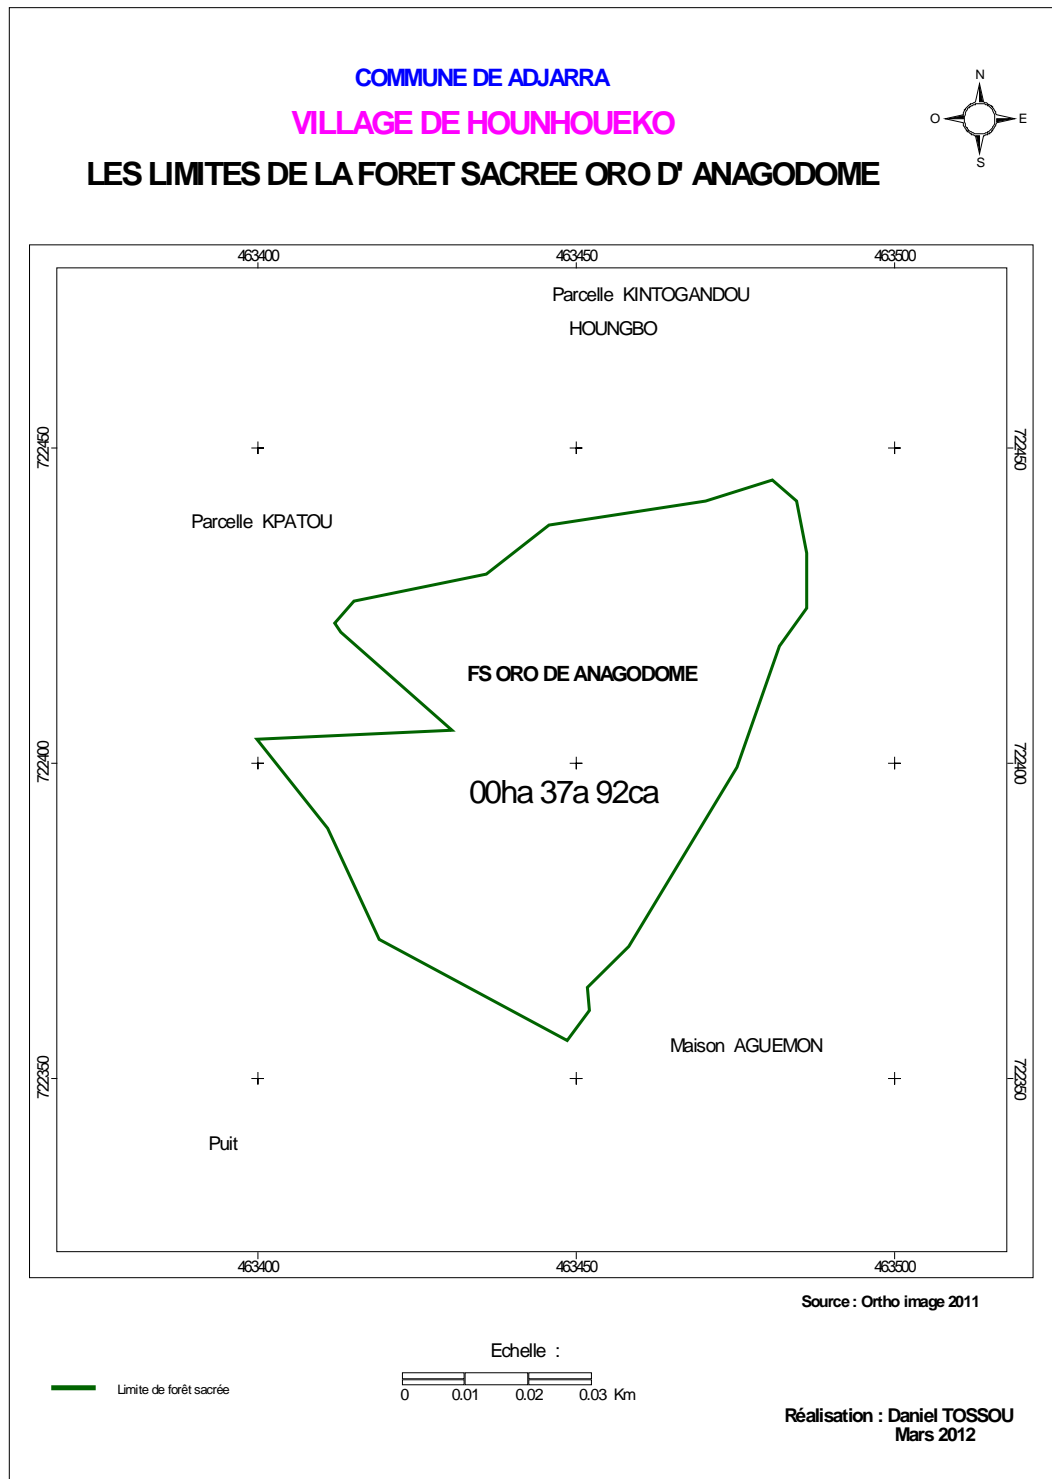 COMMUNE DE ADJARRA
VILLAGE DE HOUNHOUEKO
LES LIMITES DE LA FORET SACREE ORO D' ANAGODOME
N
O
E
S
463400
463450
463500
Parcelle KINTOGANDOU
HOUNGBO
722450
722450
Parcelle KPATOU
FS ORO DE ANAGODOME
722400
722400
00ha 37a 92ca
Maison AGUEMON
722350
722350
Puit
463400
463450
463500
Source : Ortho image 2011
Echelle :
Limite de forêt sacrée
0 0.01 0.02 0.03 Km
Réalisation : Daniel TOSSOU
Mars 2012